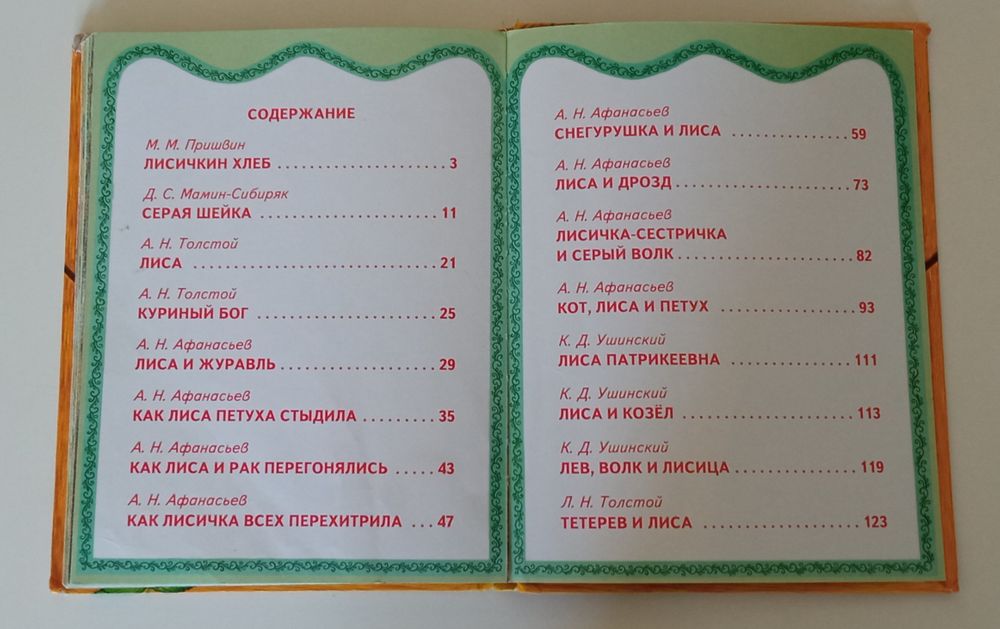 СОДЕРЖАНИЕ
М. М. Пришвин
ЛИСИЧКИН ХЛЕБ ........................ 3
Д. С. Мамин-Сибиряк
СЕРАЯ ШЕЙКА ........................ 11
А. Н. Толстой
ЛИСА ................................ 21
А. Н. Толстой
КУРИНЫЙ БОГ ........................ 25
А. Н. Афанасьев
ЛИСА И ЖУРАВЛЬ ..................... 29
А. Н. Афанасьев
КАК ЛИСА ПЕТУХА СТЫДИЛА .......... 35
А. Н. Афанасьев
КАК ЛИСА И РАК ПЕРЕГОНЯЛИСЬ ..... 43
А. Н. Афанасьев
КАК ЛИСИЧКА ВСЕХ ПЕРЕХИТРИЛА ... 47
А. Н. Афанасьев
СНЕГУРУШКА И ЛИСА ............... 59
А. Н. Афанасьев
ЛИСА И ДРОЗД ...................... 73
А. Н. Афанасьев
ЛИСИЧКА-СЕСТРИЧКА
И СЕРЫЙ ВОЛК ...................... 82
А. Н. Афанасьев
КОТ, ЛИСА И ПЕТУХ ................. 93
К. Д. Ушинский
ЛИСА ПАТРИКЕЕВНА ............... 111
К. Д. Ушинский
ЛИСА И КОЗЁЛ ..................... 113
К. Д. Ушинский
ЛЕВ, ВОЛК И ЛИСИЦА ............... 119
Л. Н. Толстой
ТЕТЕРЕВ И ЛИСА ................... 123